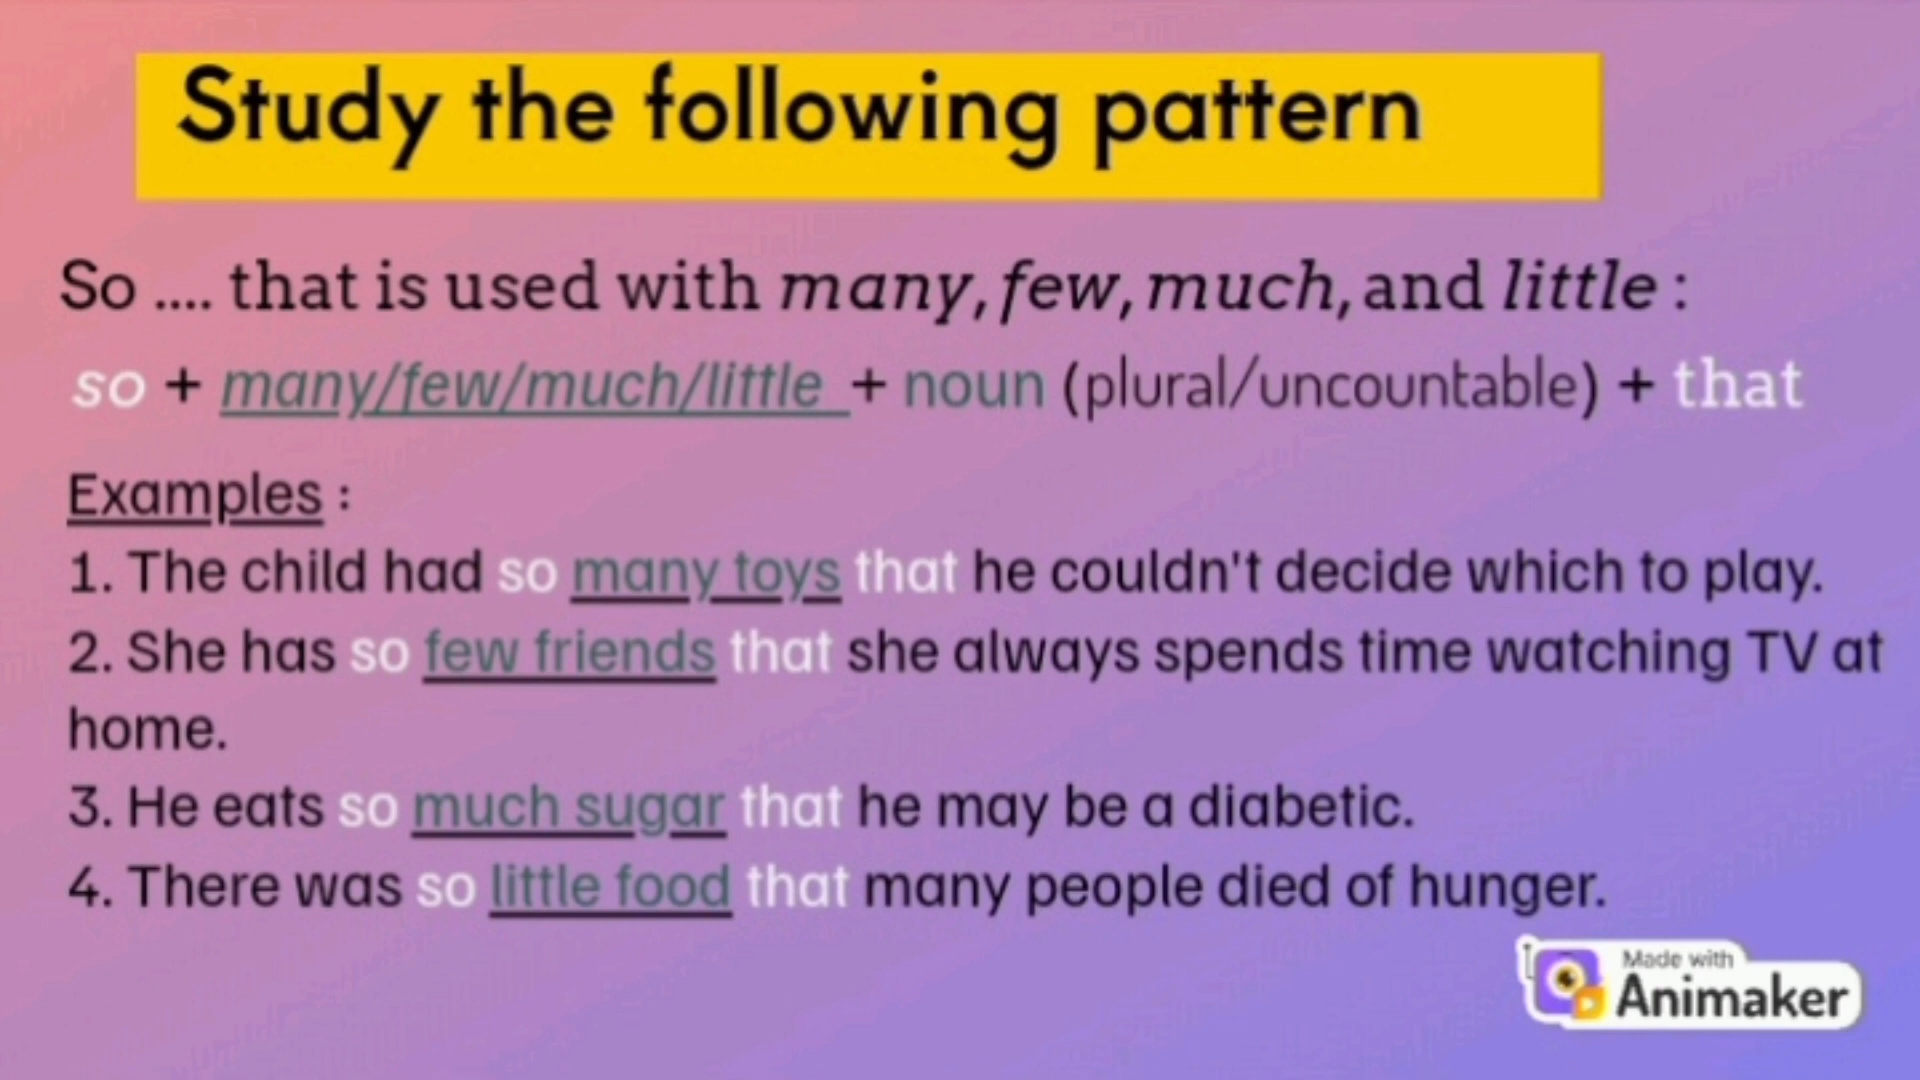 Study the following pattern
So .... that is used with many, few, much, and little :
so + many/few/much/little + noun (plural/uncountable) + that
Examples :
1. The child had so many toys that he couldn't decide which to play.
2. She has so few friends that she always spends time watching TV at
home.
3. He eats so much sugar that he may be a diabetic.
4. There was so little food that many people died of hunger.
Made with
Animaker